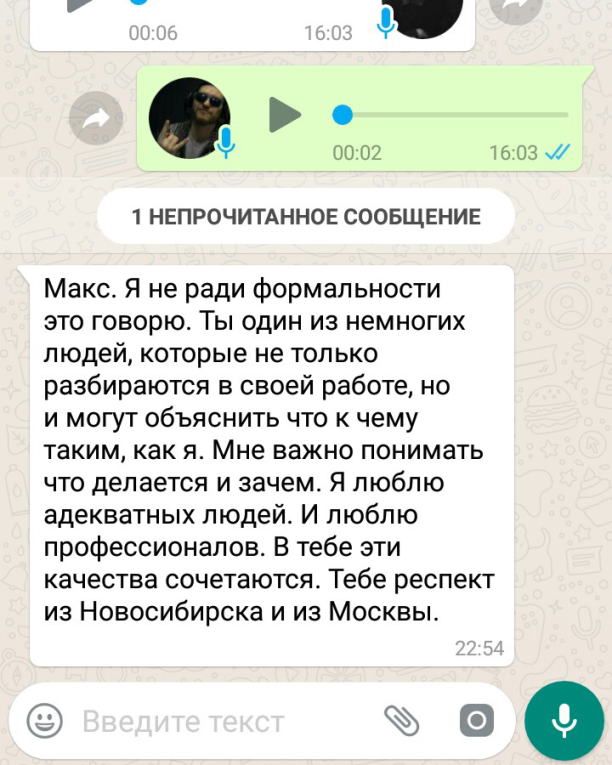 00:06 16:03
00:02 16:03
1 НЕПРОЧИТАННОЕ СООБЩЕНИЕ
Макс. Я не ради формальности
это говорю. Ты один из немногих
людей, которые не только
разбираются в своей работе, но
и могут объяснить что к чему
таким, как я. Мне важно понимать
что делается и зачем. Я люблю
адекватных людей. И люблю
профессионалов. В тебе эти
качества сочетаются. Тебе респект
из Новосибирска и из Москвы.
22:54
Введите текст